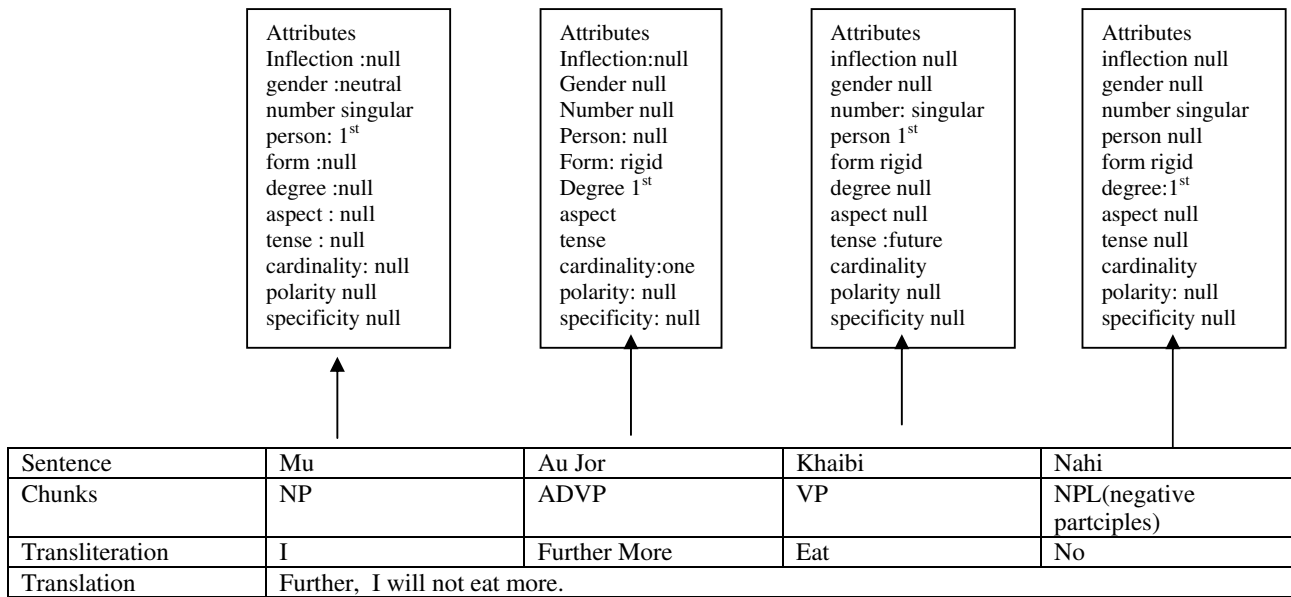 Attributes
Inflection :null
gender :neutral
number singular
person: 1st
form :null
degree :null
aspect : null
tense : null
cardinality: null
polarity null
specificity null
Attributes
Inflection:null
Gender null
Number null
Person: null
Form: rigid
Degree 1st
aspect
tense
cardinality:one
polarity: null
specificity: null
Attributes
inflection null
gender null
number: singular
person 1st
form rigid
degree null
aspect null
tense :future
cardinality
polarity null
specificity null
Attributes
inflection null
gender null
number singular
person null
form rigid
degree:1st
aspect null
tense null
cardinality
polarity: null
specificity null
Sentence Mu Au Jor Khaibi Nahi
Chunks NP ADVP VP NPL(negative
partciples)
Transliteration I Further More Eat No
Translation Further, I will not eat more.